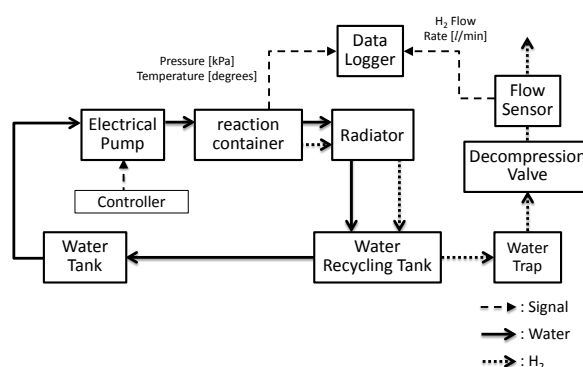 H₂ Flow
Rate [l/min]
Pressure [kPa]
Temperature [degrees]
Data
Logger
Flow
Sensor
Electrical
Pump
reaction
container
Radiator
Decompression
Valve
Controller
Water
Tank
Water
Recycling Tank
Water
Trap
: Signal
: Water
: H₂